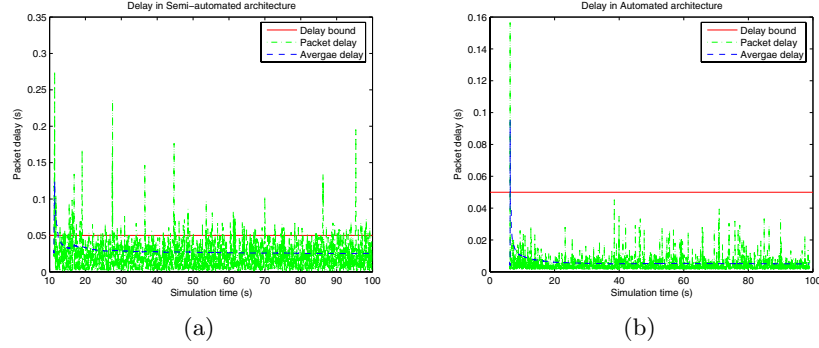 Delay in Semi-automated architecture
0.35
0.3
0.25
0.2
0.15
0.1
0.05
0
Packet delay (s)
Delay bound
Packet delay
Avergae delay
10 20 30 40 50 60 70 80 90 100
Simulation time (s)
(a)
Delay in Automated architecture
0.16
0.14
0.12
0.1
0.08
0.06
0.04
0.02
0
Packet delay (s)
Delay bound
Packet delay
Avergae delay
0 20 40 60 80 100
Simulation time (s)
(b)